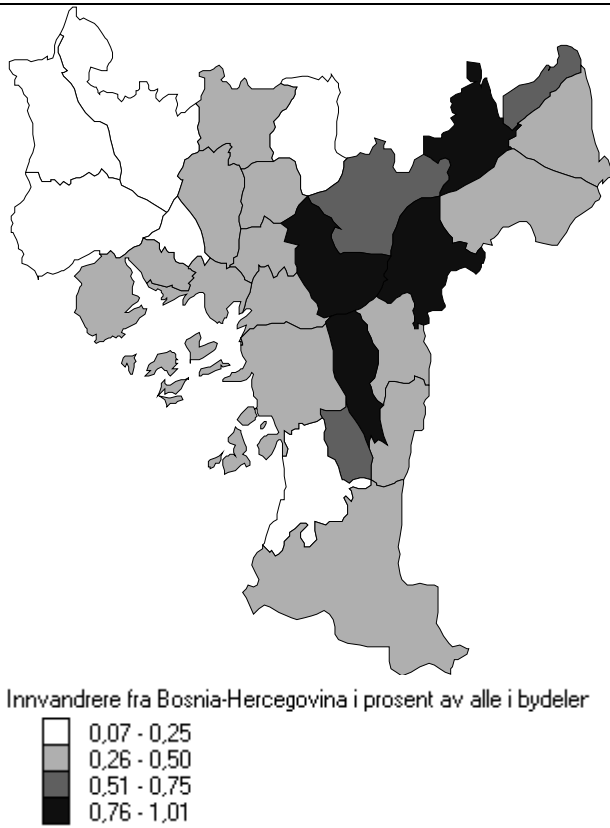 Innvandrere fra Bosnia-Hercegovina i prosent av alle i bydeler
0,07 - 0,25
0,26 - 0,50
0,51 - 0,75
0,76 - 1,01